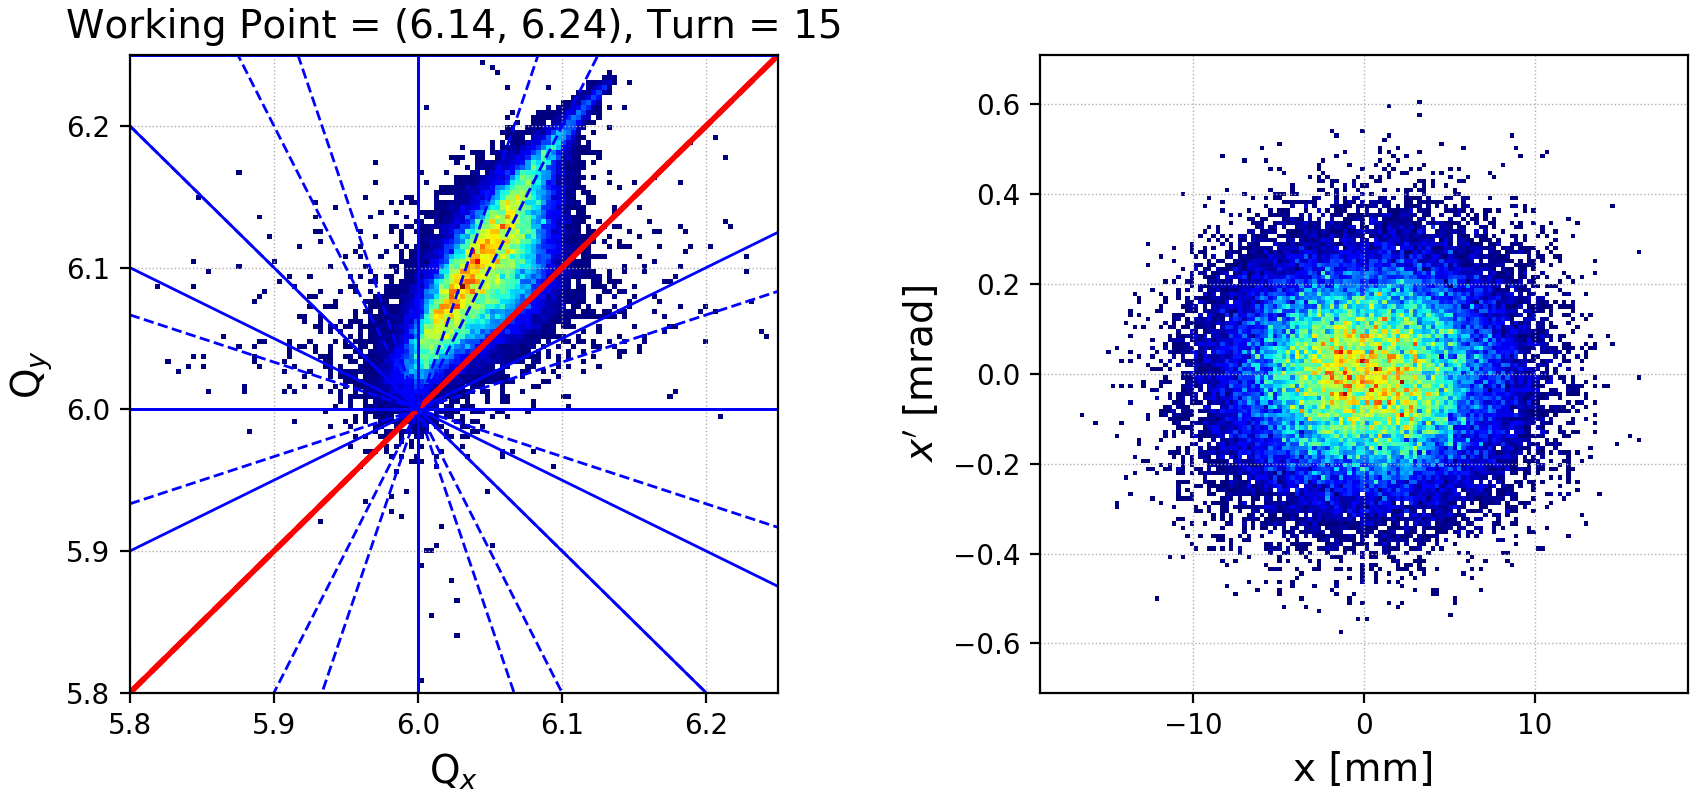 Working Point = (6.14, 6.24), Turn = 15
6.2
6.1
6.0
5.9
5.8
Q_y
5.8 5.9 6.0 6.1 6.2
Q_x
0.6
0.4
0.2
0.0
−0.2
−0.4
−0.6
x′ [mrad]
−10 0 10
x [mm]